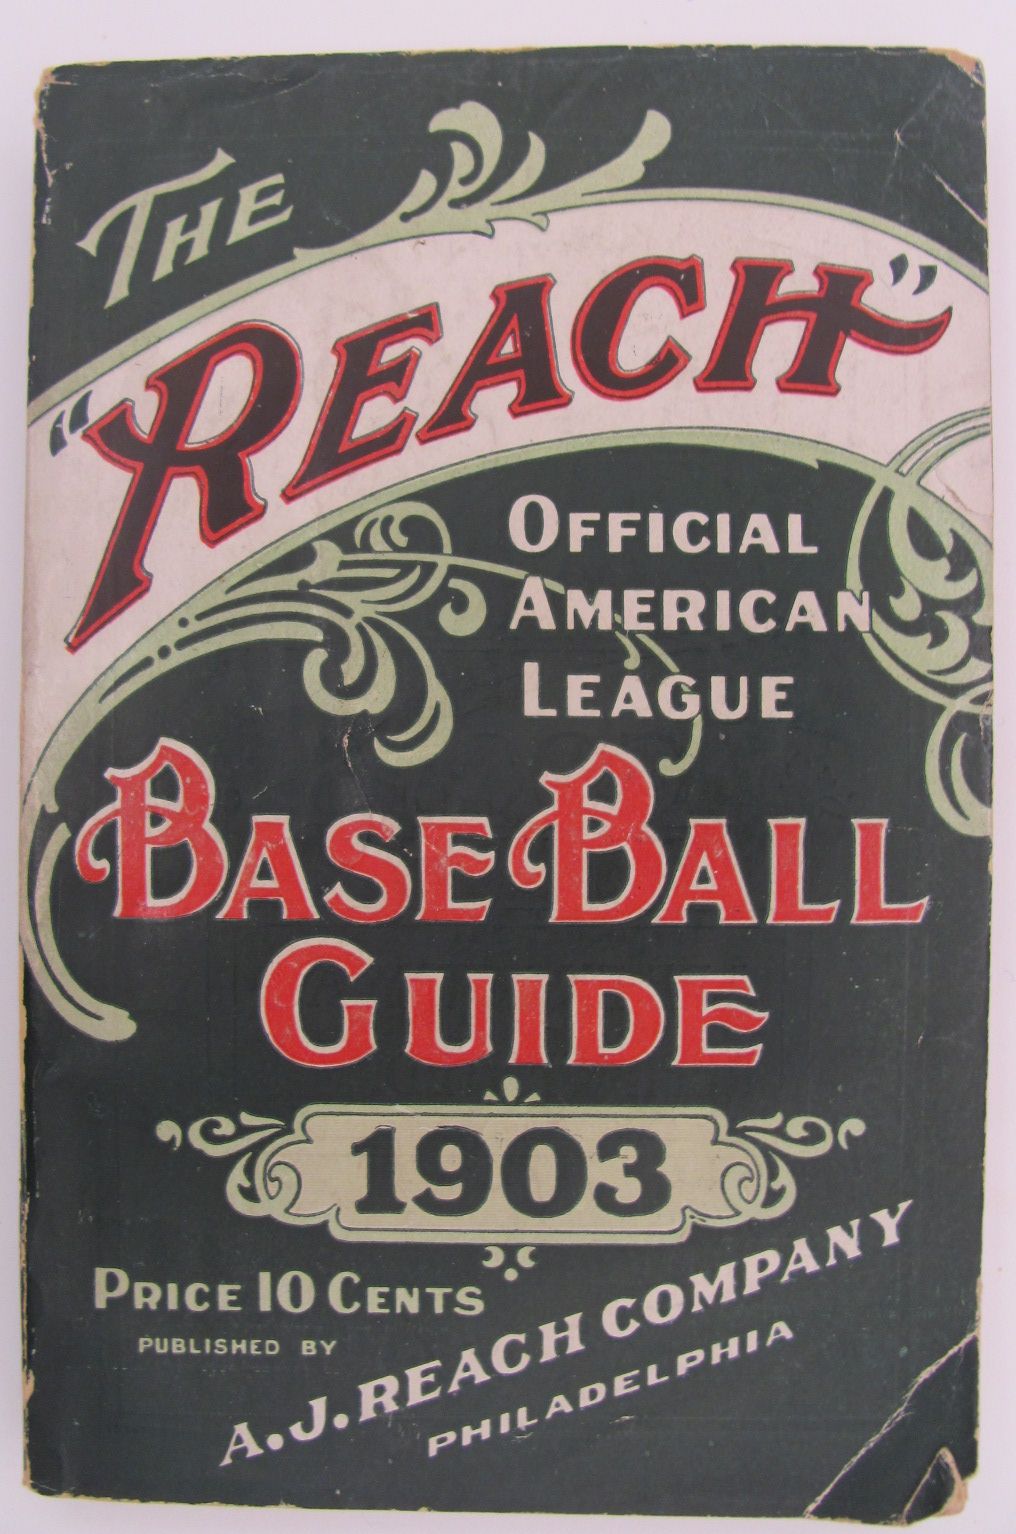 THE
"REACH"
OFFICIAL
AMERICAN
LEAGUE
BASE BALL
GUIDE
1903
PRICE 10 CENTS
PUBLISHED BY
A.J. REACH COMPANY
PHILADELPHIA